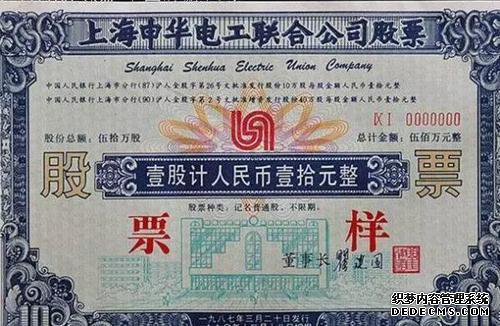 上海申华电工联合公司股票
Shanghai Shenhua Electric Union Company
中国人民银行上海市分行(87)沪人金股字第26号文批准发行股份10万股每股金额人民币壹拾元整
中国人民银行上海市分行(90)沪人金股字第2号文批准增资发行股份40万股每股金额人民币壹拾元整
区I 0000000
股份总额：伍拾万股
总计金额：伍佰万元整
股 壹股计人民币壹拾元整 票
股票种类：记名普通股、不限期。
票 样
董事长 瞿建国
一九八七年三月二十日发行
织梦内容管理系统
DEDECMS.COM